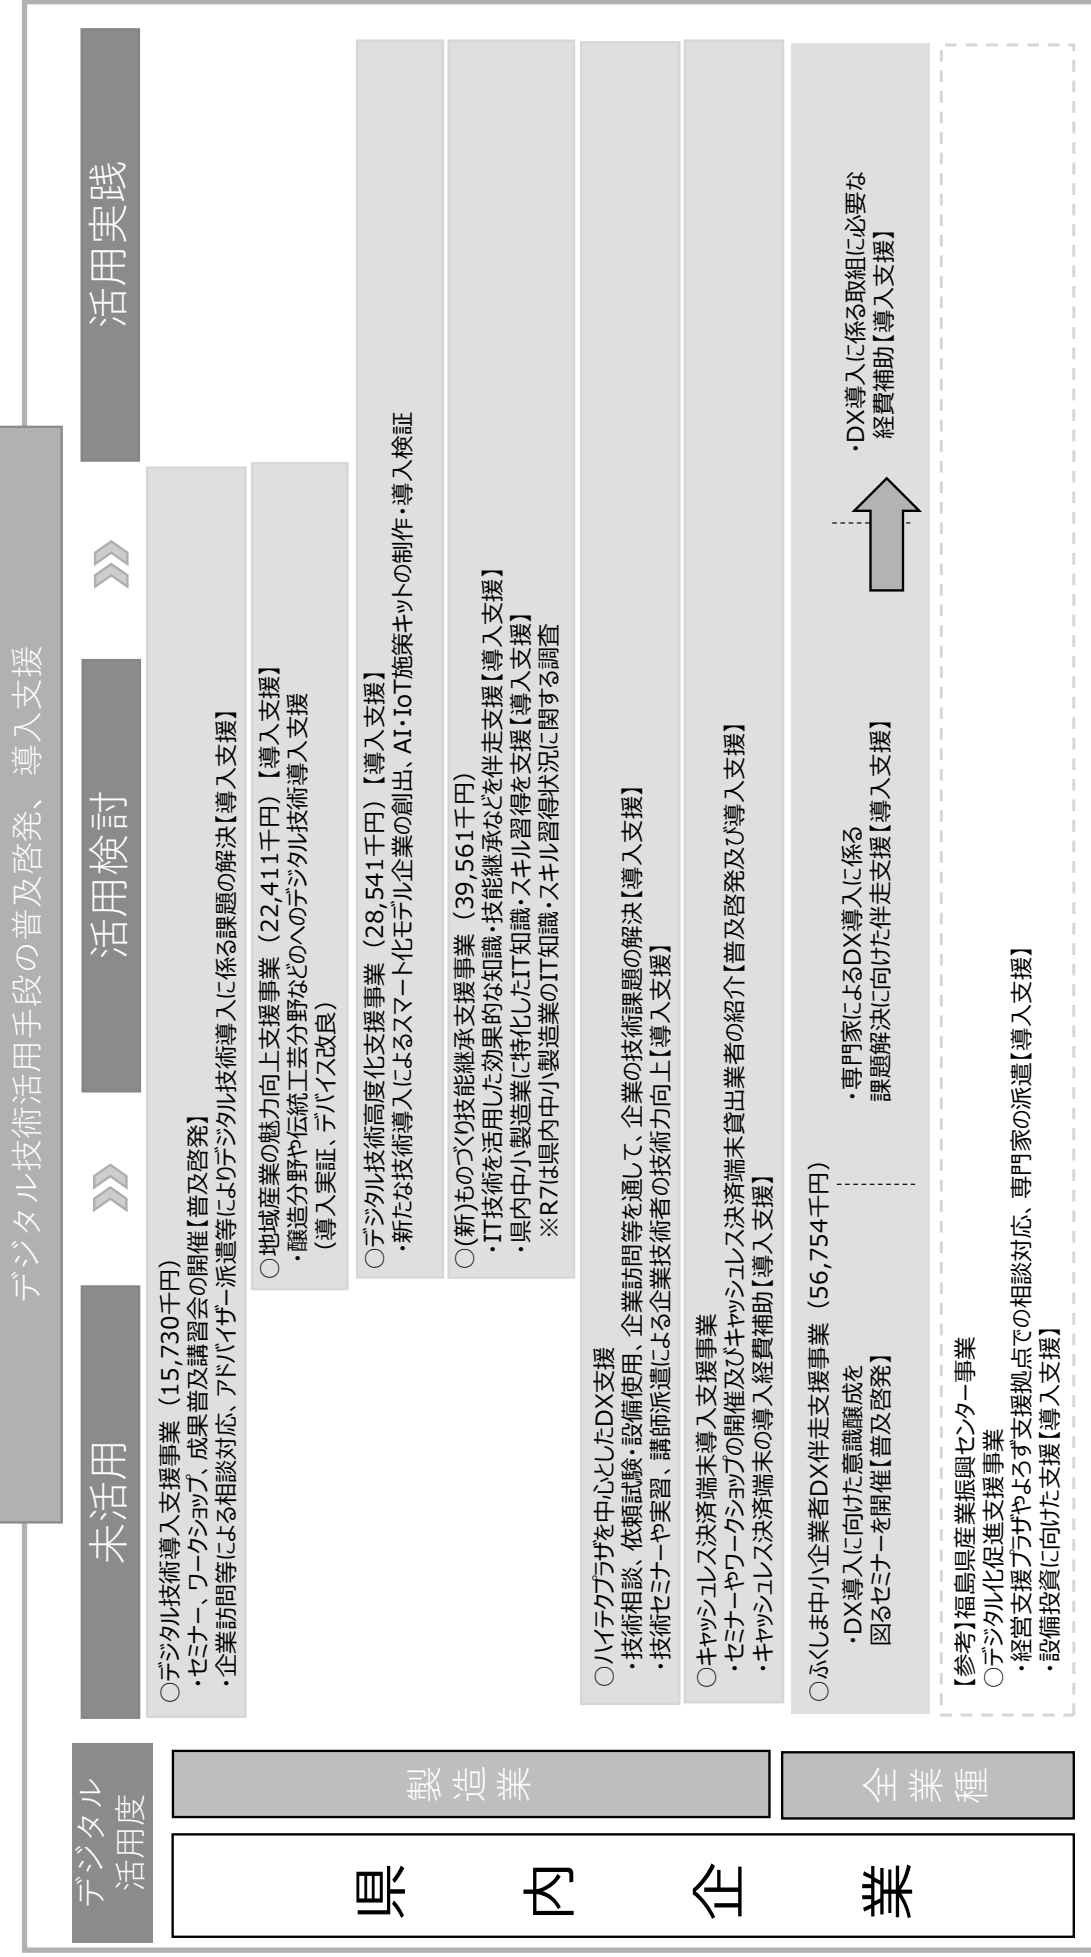 デジタル技術活用手段の普及啓発、導入支援
デジタル
活用度
未活用
活用検討
活用実践
県内企業
製造業
全業種
○デジタル技術導入支援事業（15,730千円）
・セミナー、ワークショップ、成果普及講習会の開催【普及啓発】
・企業訪問等による相談対応、アドバイザー派遣等によりデジタル技術導入に係る課題の解決【導入支援】
○地域産業の魅力向上支援事業（22,411千円）【導入支援】
・醸造分野や伝統工芸分野などのへのデジタル技術導入支援
（導入実証、デバイス改良）
○デジタル技術高度化支援事業（28,541千円）【導入支援】
・新たな技術導入によるスマート化モデル企業の創出、AI・IoT施策キットの制作・導入検証
○(新)ものづくり技能継承支援事業（39,561千円）
・IT技術を活用した効果的な知識・技能継承などを伴走支援【導入支援】
・県内中小製造業に特化したIT知識・スキル習得を支援【導入支援】
※R7は県内中小製造業のIT知識・スキル習得状況に関する調査
○ハイテクプラザを中心としたDX支援
・技術相談、依頼試験・設備使用、企業訪問等を通して、企業の技術課題の解決【導入支援】
・技術セミナーや実習、講師派遣による企業技術者の技術力向上【導入支援】
○キャッシュレス決済端末導入支援事業
・セミナーやワークショップの開催及びキャッシュレス決済端末貸出業者の紹介【普及啓発及び導入支援】
・キャッシュレス決済端末の導入経費補助【導入支援】
○ふくしま中小企業者DX伴走支援事業（56,754千円）
・DX導入に向けた意識醸成を
図るセミナーを開催【普及啓発】
・専門家によるDX導入に係る
課題解決に向けた伴走支援【導入支援】
・DX導入に係る取組に必要な
経費補助【導入支援】
【参考】福島県産業振興センター事業
○デジタル化促進支援事業
・経営支援プラザやよろず支援拠点での相談対応、専門家の派遣【導入支援】
・設備投資に向けた支援【導入支援】